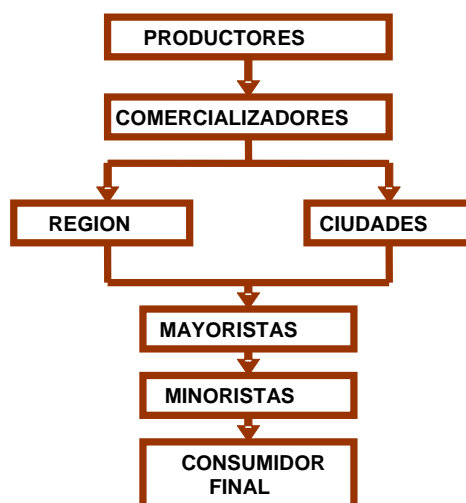 PRODUCTORES
COMERCIALIZADORES
REGION
CIUDADES
MAYORISTAS
MINORISTAS
CONSUMIDOR
FINAL